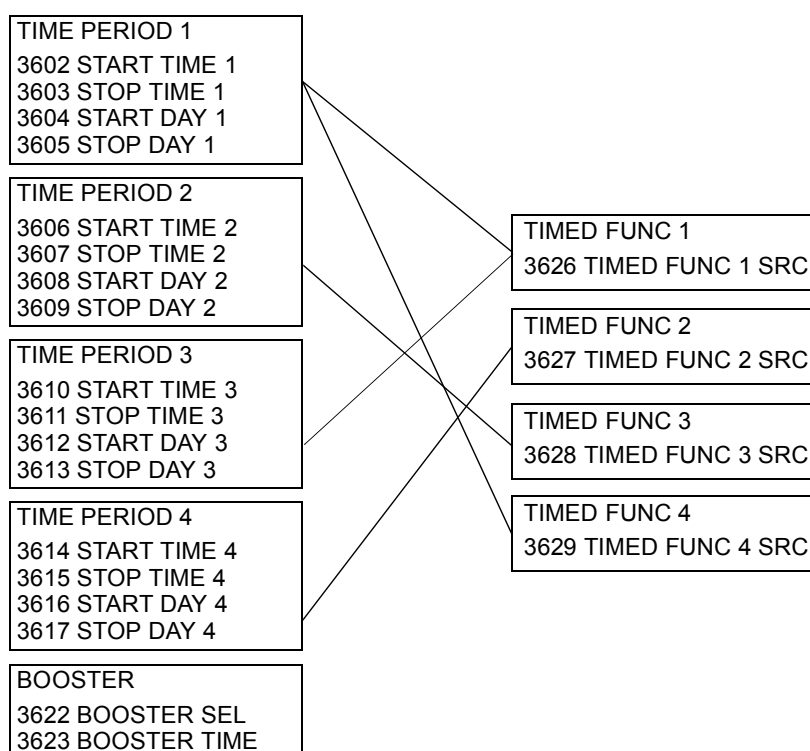 TIME PERIOD 1
3602 START TIME 1
3603 STOP TIME 1
3604 START DAY 1
3605 STOP DAY 1
TIME PERIOD 2
3606 START TIME 2
3607 STOP TIME 2
3608 START DAY 2
3609 STOP DAY 2
TIME PERIOD 3
3610 START TIME 3
3611 STOP TIME 3
3612 START DAY 3
3613 STOP DAY 3
TIME PERIOD 4
3614 START TIME 4
3615 STOP TIME 4
3616 START DAY 4
3617 STOP DAY 4
BOOSTER
3622 BOOSTER SEL
3623 BOOSTER TIME
TIMED FUNC 1
3626 TIMED FUNC 1 SRC
TIMED FUNC 2
3627 TIMED FUNC 2 SRC
TIMED FUNC 3
3628 TIMED FUNC 3 SRC
TIMED FUNC 4
3629 TIMED FUNC 4 SRC